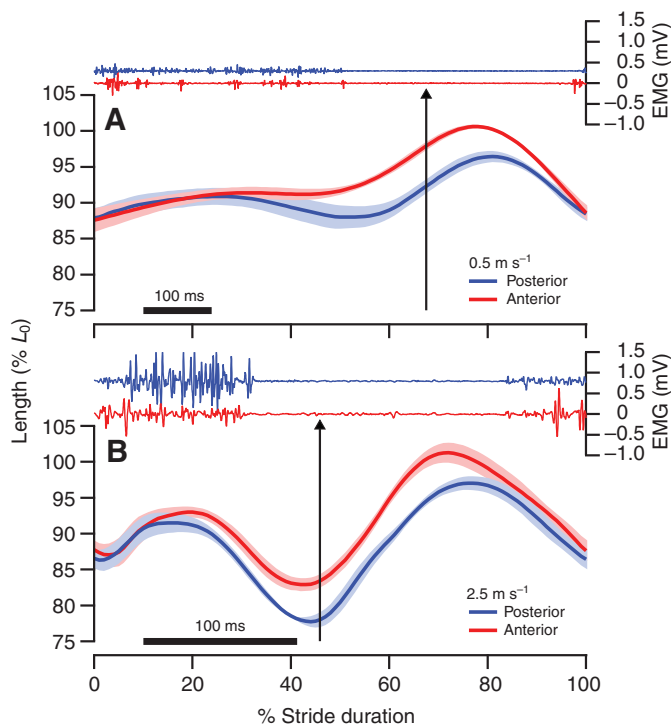 1.5
1.0
0.5
0
–0.5
–1.0
EMG (mV)
A
105
100
95
90
85
80
75
0.5 m s⁻¹
Posterior
Anterior
100 ms
Length (% L₀)
1.5
1.0
0.5
0
–0.5
–1.0
EMG (mV)
B
105
100
95
90
85
80
75
2.5 m s⁻¹
Posterior
Anterior
100 ms
0 20 40 60 80 100
% Stride duration